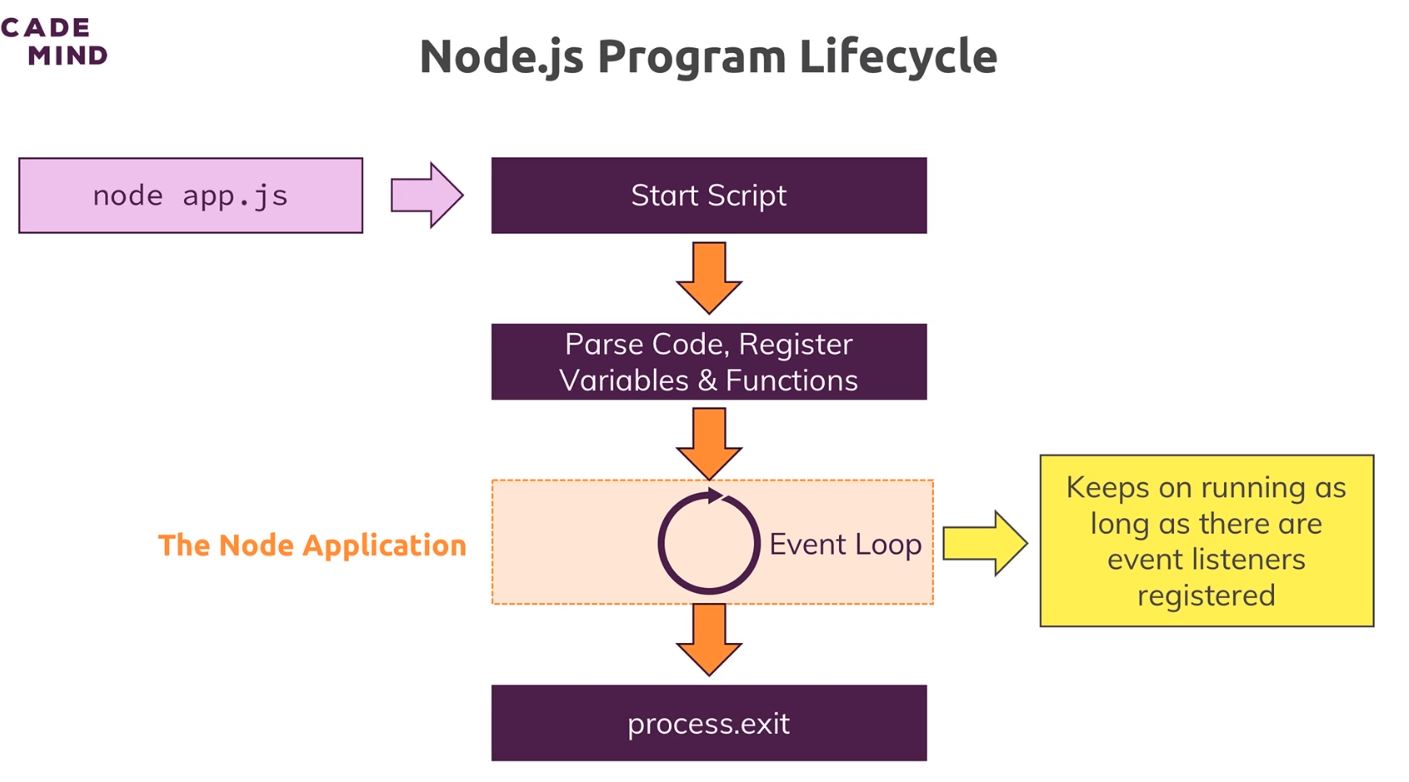 CADE
MIND
Node.js Program Lifecycle
node app.js
Start Script
Parse Code, Register
Variables & Functions
The Node Application
Event Loop
Keeps on running as
long as there are
event listeners
registered
process.exit